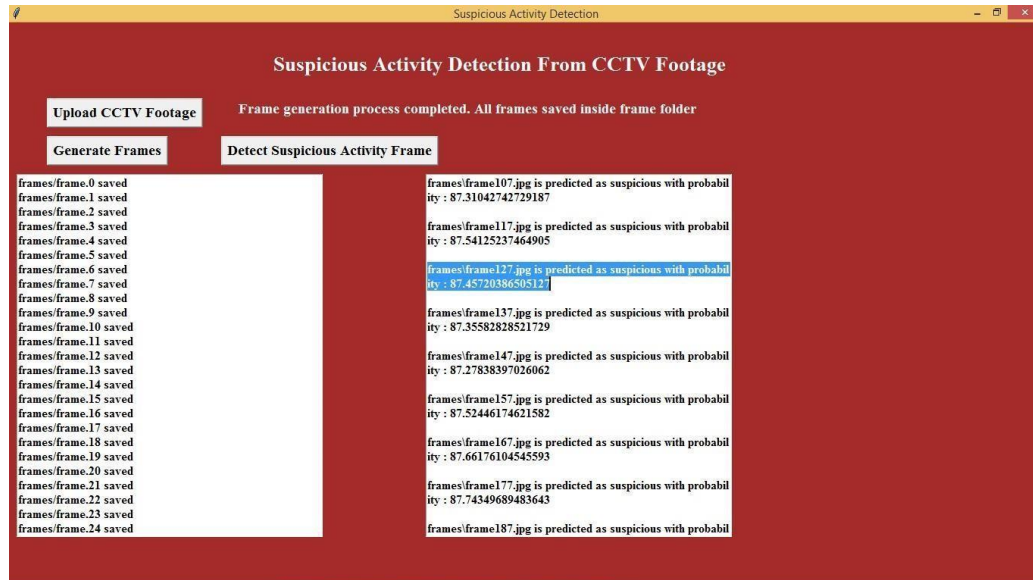 Suspicious Activity Detection
Suspicious Activity Detection From CCTV Footage
Upload CCTV Footage
Frame generation process completed. All frames saved inside frame folder
Generate Frames
Detect Suspicious Activity Frame
frames/frame.0 saved
frames/frame.1 saved
frames/frame.2 saved
frames/frame.3 saved
frames/frame.4 saved
frames/frame.5 saved
frames/frame.6 saved
frames/frame.7 saved
frames/frame.8 saved
frames/frame.9 saved
frames/frame.10 saved
frames/frame.11 saved
frames/frame.12 saved
frames/frame.13 saved
frames/frame.14 saved
frames/frame.15 saved
frames/frame.16 saved
frames/frame.17 saved
frames/frame.18 saved
frames/frame.19 saved
frames/frame.20 saved
frames/frame.21 saved
frames/frame.22 saved
frames/frame.23 saved
frames/frame.24 saved
frames\frame107.jpg is predicted as suspicious with probabil
ity : 87.31042742729187
frames\frame117.jpg is predicted as suspicious with probabil
ity : 87.54125237464905
frames\frame127.jpg is predicted as suspicious with probabil
ity : 87.45720386505127
frames\frame137.jpg is predicted as suspicious with probabil
ity : 87.35582828521729
frames\frame147.jpg is predicted as suspicious with probabil
ity : 87.27838397026062
frames\frame157.jpg is predicted as suspicious with probabil
ity : 87.52446174621582
frames\frame167.jpg is predicted as suspicious with probabil
ity : 87.66176104545593
frames\frame177.jpg is predicted as suspicious with probabil
ity : 87.74349689483643
frames\frame187.jpg is predicted as suspicious with probabil